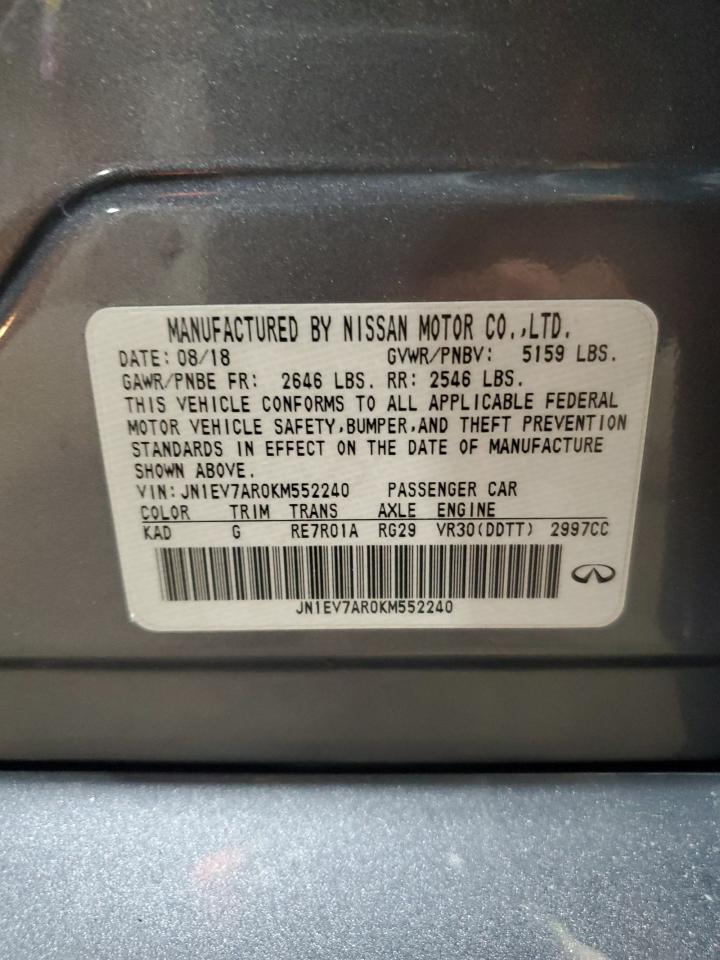 MANUFACTURED BY NISSAN MOTOR CO.,LTD.
DATE: 08/18 GVWR/PNBV: 5159 LBS.
GAWR/PNBE FR: 2646 LBS. RR: 2546 LBS.
THIS VEHICLE CONFORMS TO ALL APPLICABLE FEDERAL
MOTOR VEHICLE SAFETY,BUMPER,AND THEFT PREVENTION
STANDARDS IN EFFECT ON THE DATE OF MANUFACTURE
SHOWN ABOVE.
VIN: JN1EV7AR0KM552240 PASSENGER CAR
COLOR TRIM TRANS AXLE ENGINE
KAD G RE7R01A RG29 VR30(DDTT) 2997CC
JN1EV7AR0KM552240